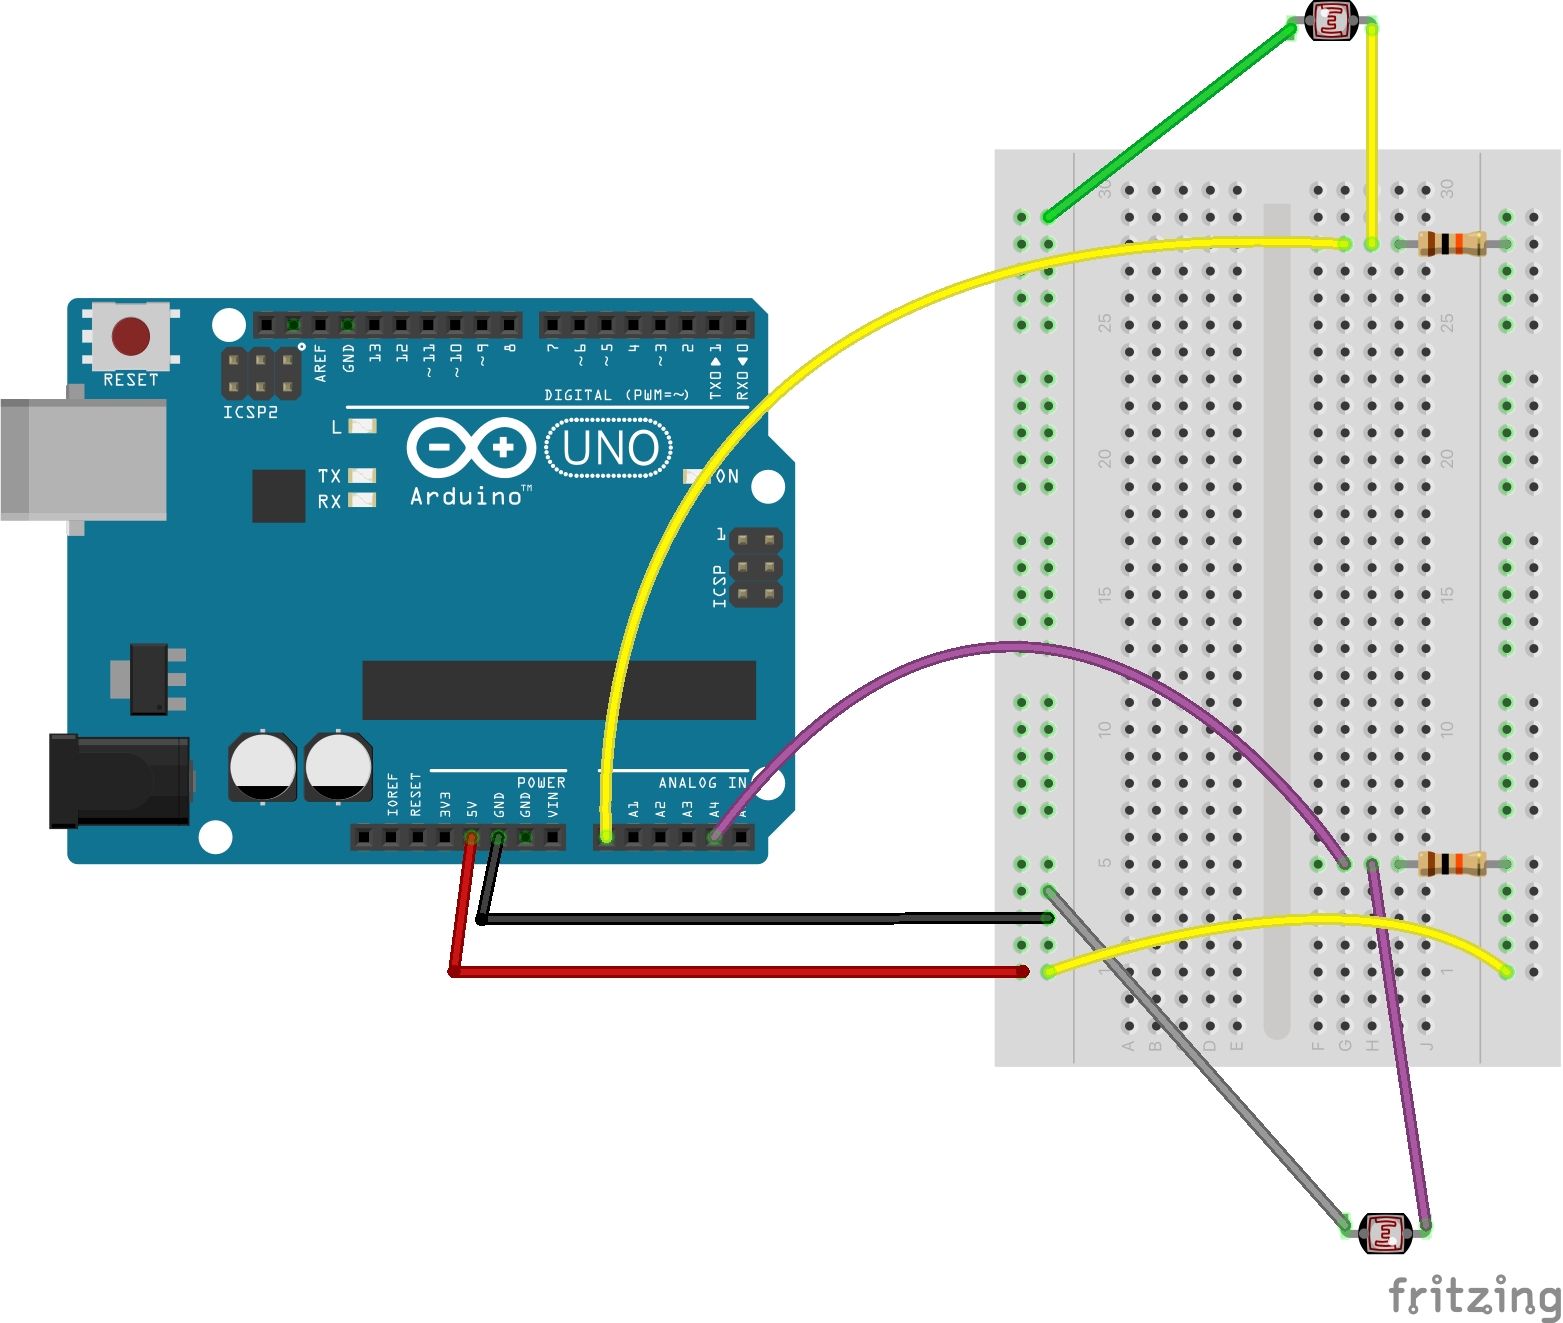 30
30
25
25
20
20
15
15
10
10
5
1
1
A
B
D
E
F
G
H
J
RESET
ICSP2
AREF
GND
13
12
~11
~10
~9
8
7
~6
~5
4
~3
2
TX0▶1
RX0◀0
DIGITAL (PWM=~)
L
TX
RX
UNO
Arduino™
ON
1
ICSP
IOREF
RESET
3V3
5V
GND
GND
VIN
POWER
ANALOG IN
A1
A2
A3
A4
fritzing